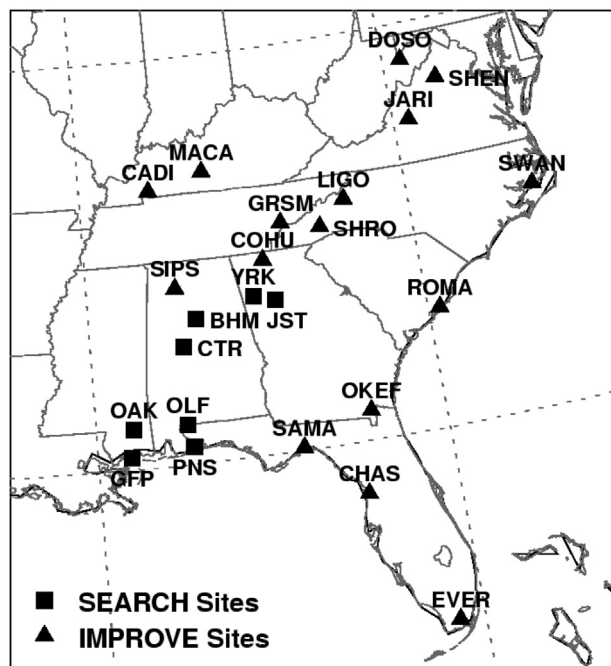 DOSO
SHEN
JARI
MACA
CADI
SWAN
LIGO
GRSM
SHRO
COHU
SIPS
YRK
ROMA
BHM JST
CTR
OKEF
OAK
OLF
SAMA
PNS
GFP
CHAS
SEARCH Sites
EVER
IMPROVE Sites